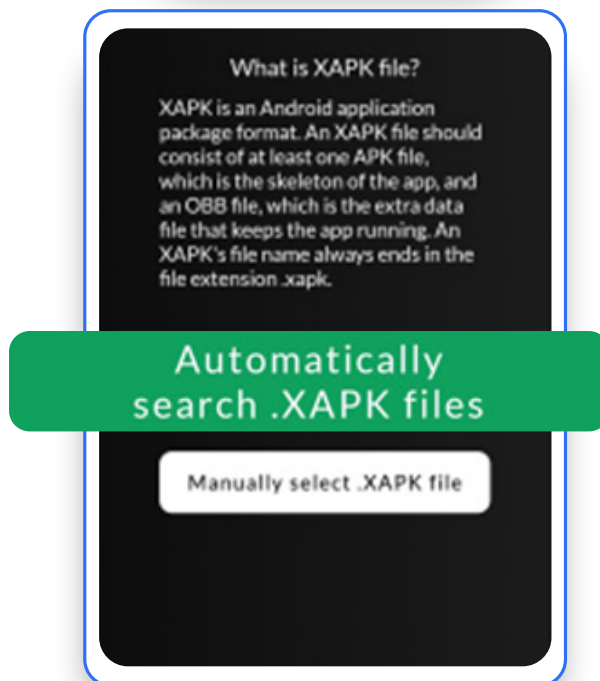 What is XAPK file?
XAPK is an Android application
package format. An XAPK file should
consist of at least one APK file,
which is the skeleton of the app, and
an OBB file, which is the extra data
file that keeps the app running. An
XAPK's file name always ends in the
file extension .xapk.
Automatically
search .XAPK files
Manually select .XAPK file